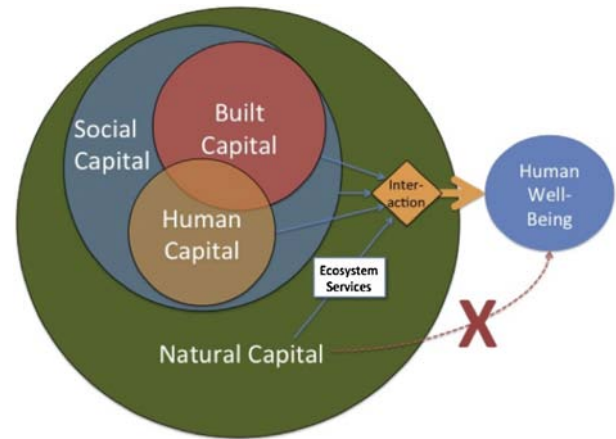 Built
Capital
Social
Capital
Human
Capital
Inter-
action
Human
Well-
Being
Ecosystem
Services
Natural Capital
X